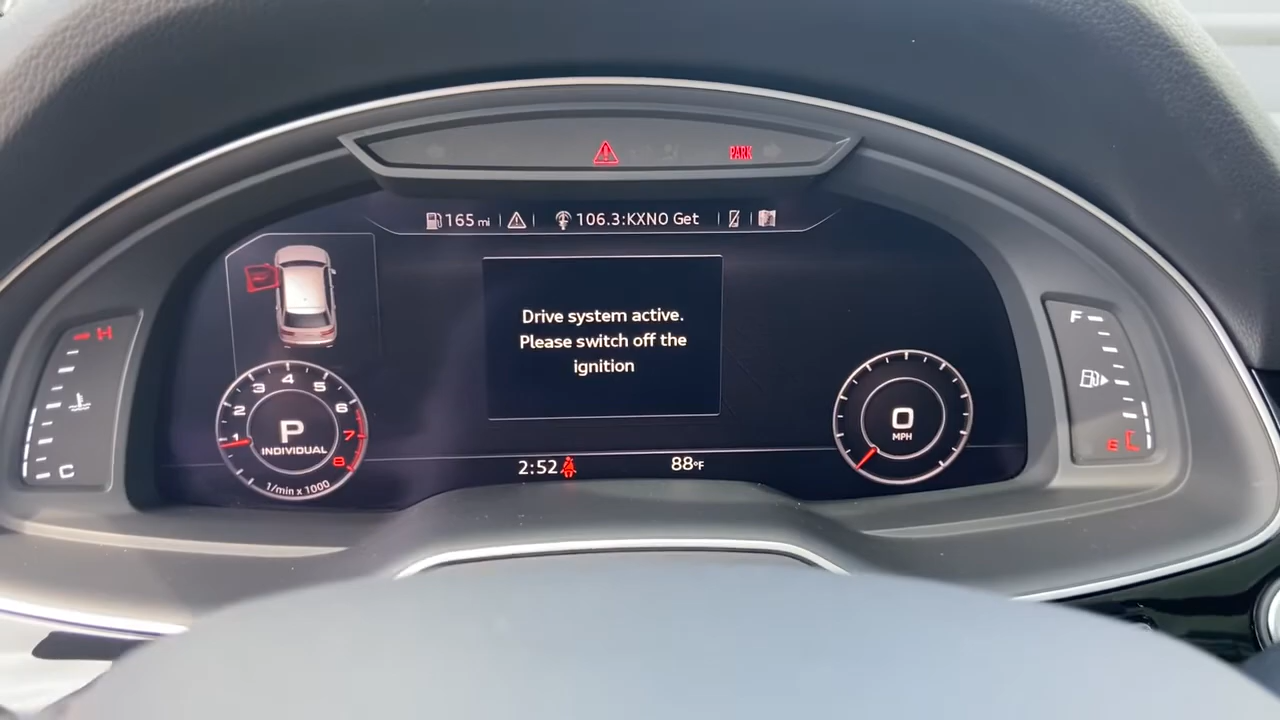 PARK
165 mi
106.3:KXNO Get
Drive system active.
Please switch off the
ignition
H
C
1
2
3
4
5
6
7
8
P
INDIVIDUAL
1/min x 1000
0
MPH
F
E
2:52
88°F